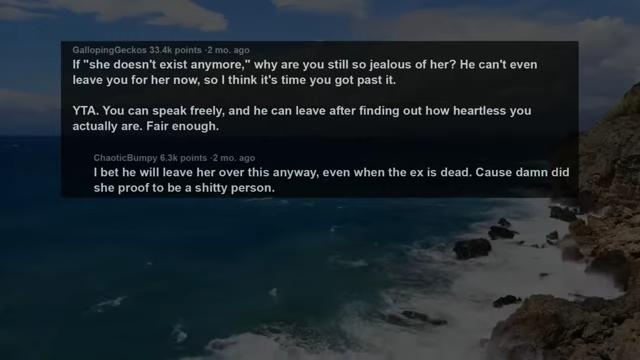 GallopingGeckos 33.4k points ·2 mo. ago
If "she doesn't exist anymore," why are you still so jealous of her? He can't even
leave you for her now, so I think it's time you got past it.
YTA. You can speak freely, and he can leave after finding out how heartless you
actually are. Fair enough.
ChaoticBumpy 6.3k points ·2 mo. ago
I bet he will leave her over this anyway, even when the ex is dead. Cause damn did
she proof to be a shitty person.